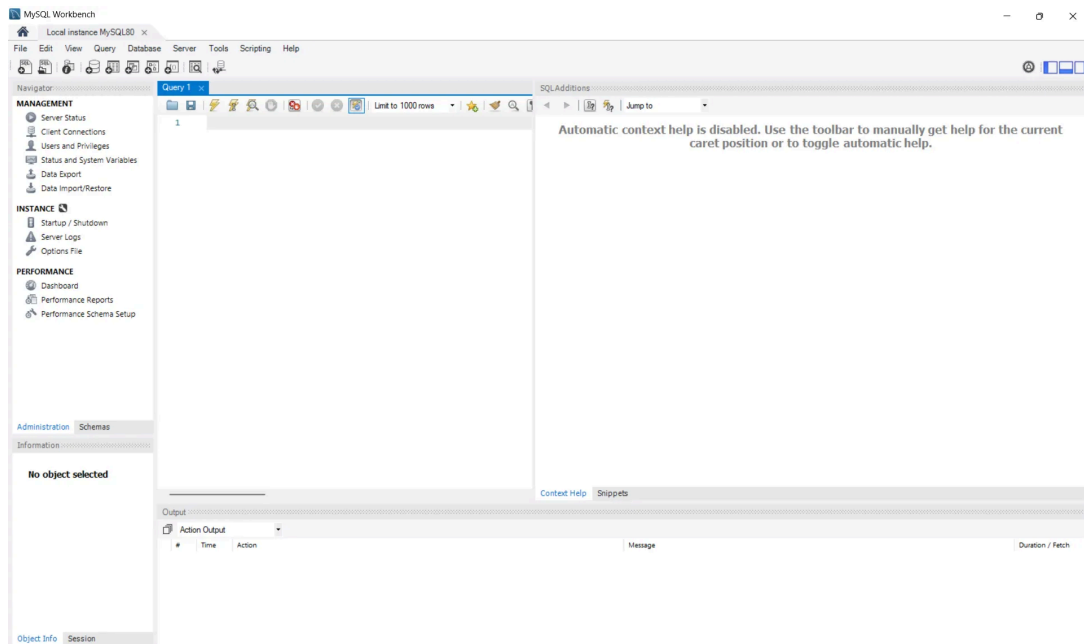 MySQL Workbench
Local instance MySQL80
File Edit View Query Database Server Tools Scripting Help
Navigator
MANAGEMENT
Server Status
Client Connections
Users and Privileges
Status and System Variables
Data Export
Data Import/Restore
INSTANCE
Startup / Shutdown
Server Logs
Options File
PERFORMANCE
Dashboard
Performance Reports
Performance Schema Setup
Administration Schemas
Information
No object selected
Object Info Session
Query 1
Limit to 1000 rows
1
SQLAdditions
Jump to
Automatic context help is disabled. Use the toolbar to manually get help for the current
caret position or to toggle automatic help.
Context Help Snippets
Output
Action Output
# Time Action Message Duration / Fetch